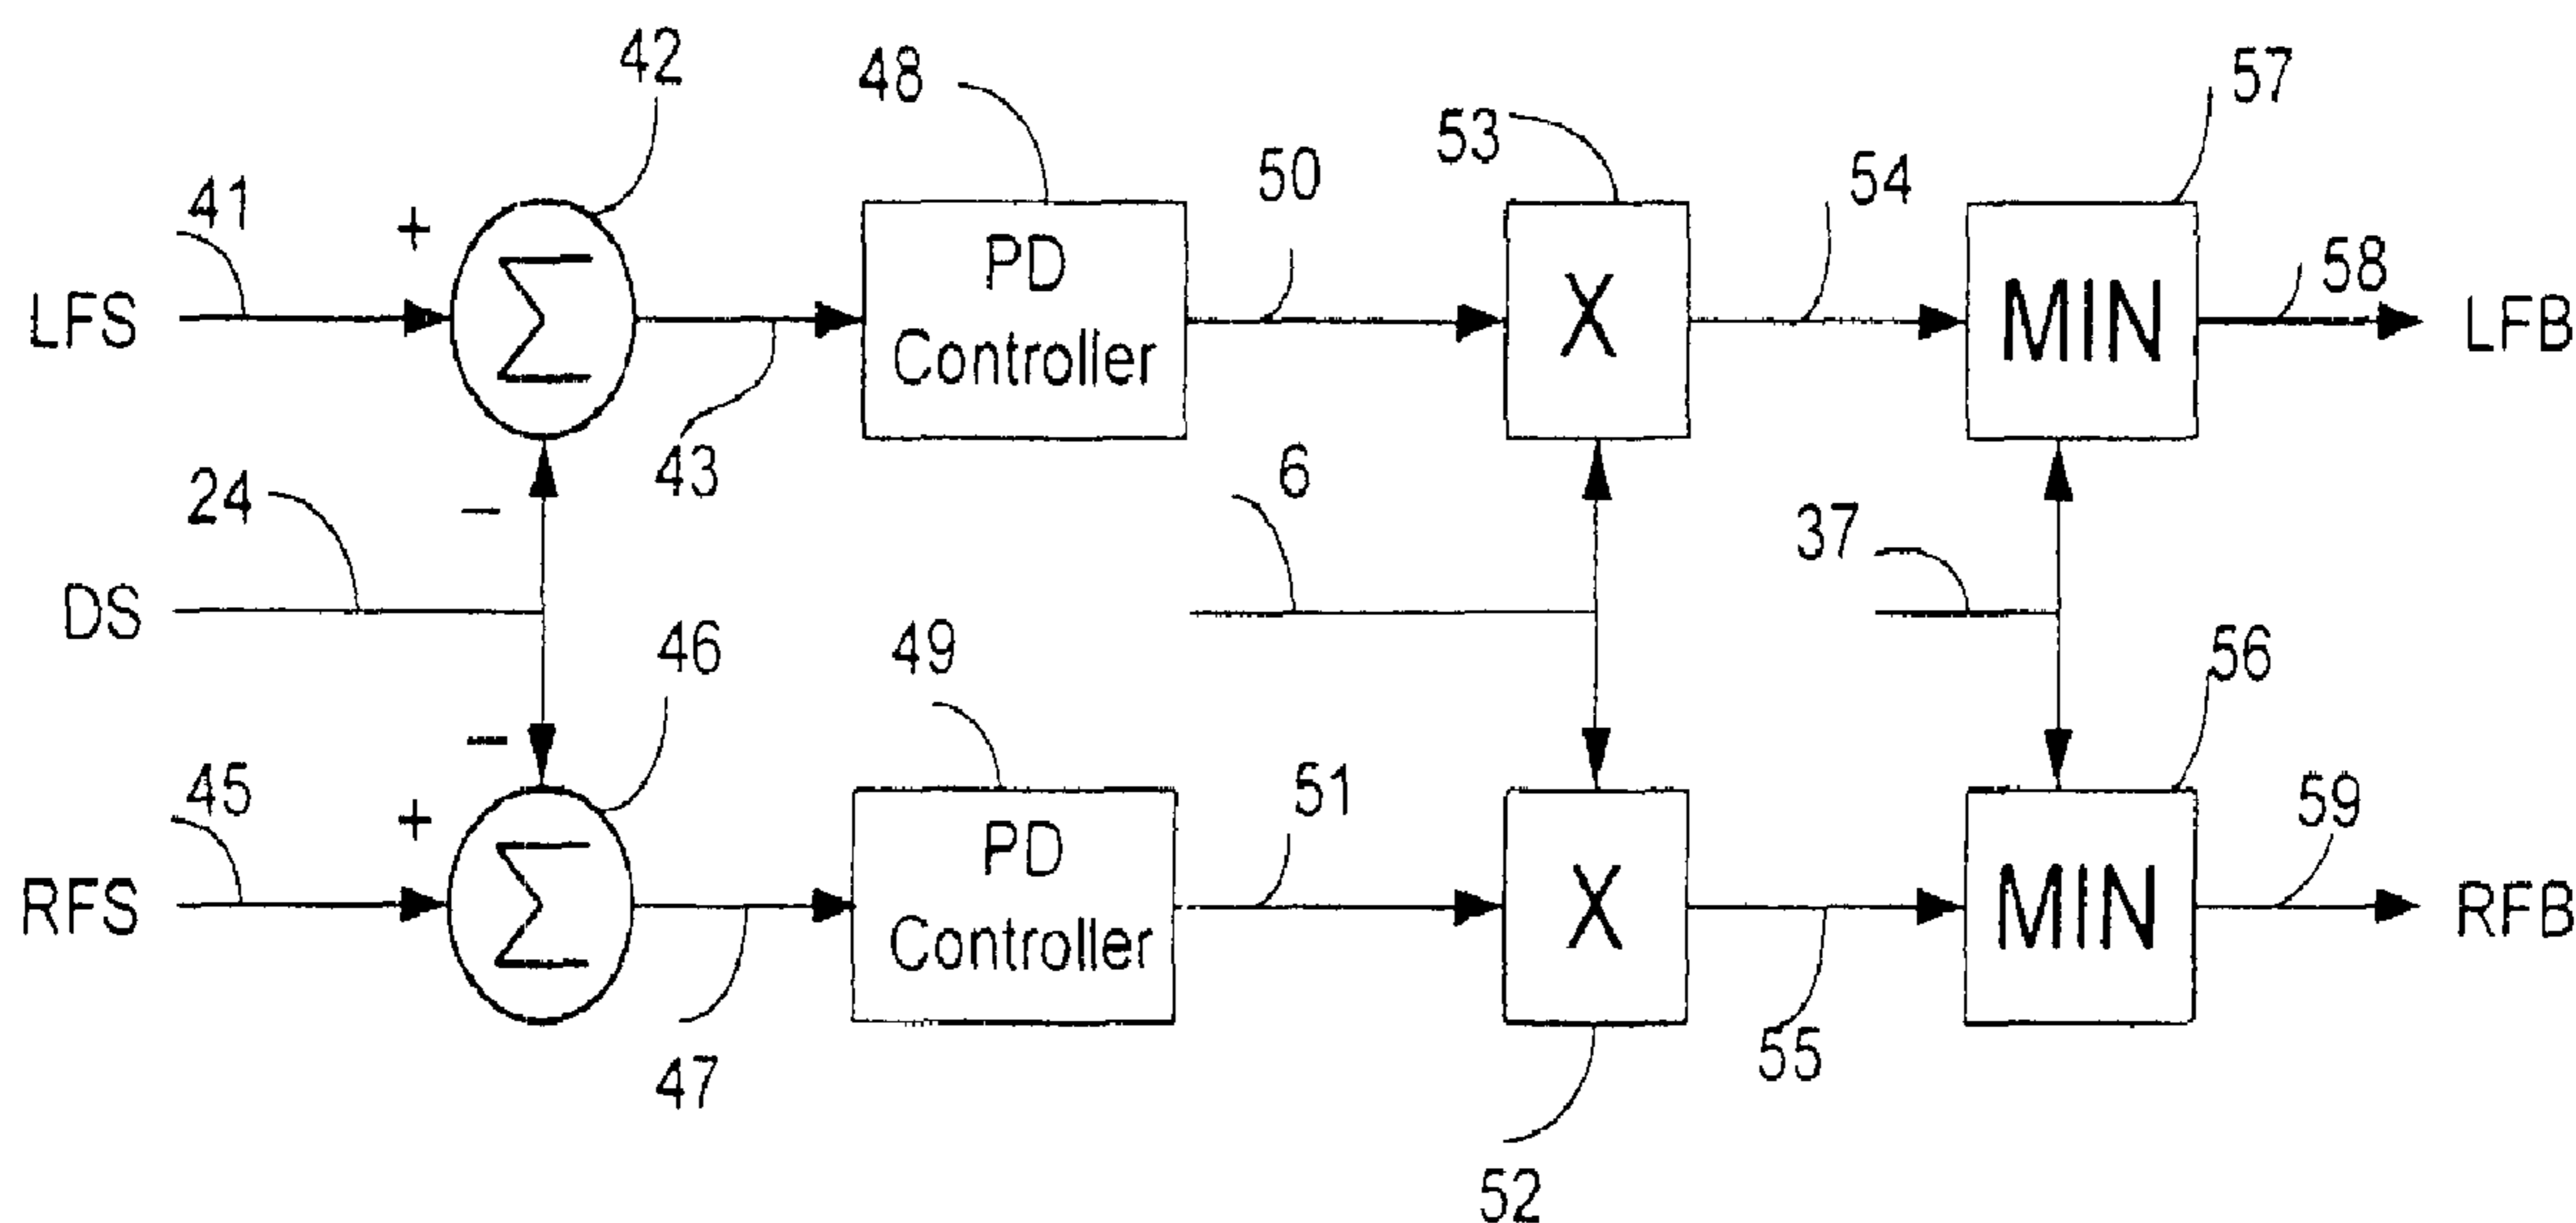 42
48
57
53
50
54
41
+
58
LFS
Σ
PD
Controller
X
MIN
LFB
43
6
24
−
37
DS
46
49
56
−
45
+
51
59
RFS
Σ
PD
Controller
X
MIN
RFB
47
55
52